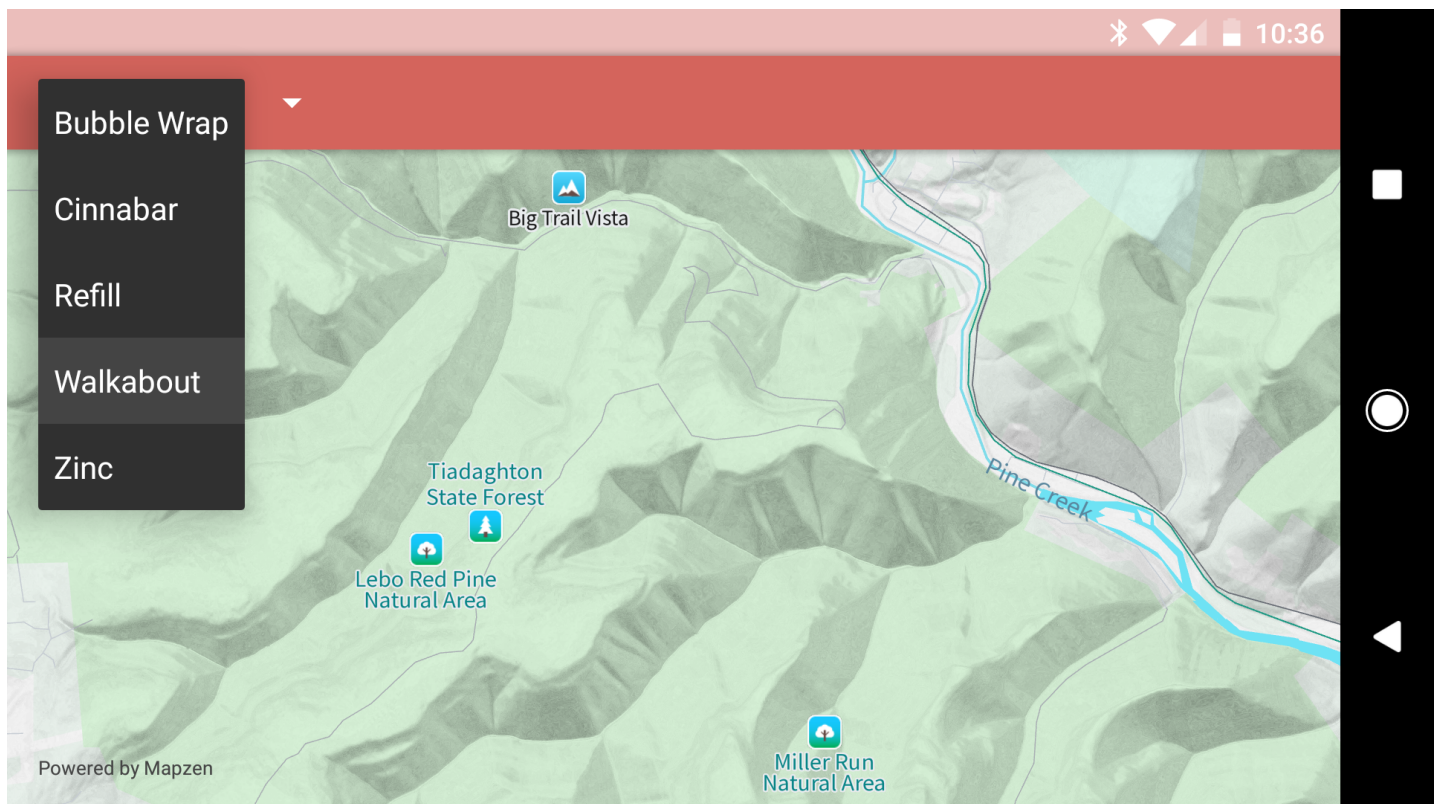 10:36
Bubble Wrap
Cinnabar
Refill
Walkabout
Zinc
Big Trail Vista
Pine Creek
Tiadaghton
State Forest
Lebo Red Pine
Natural Area
Miller Run
Natural Area
Powered by Mapzen